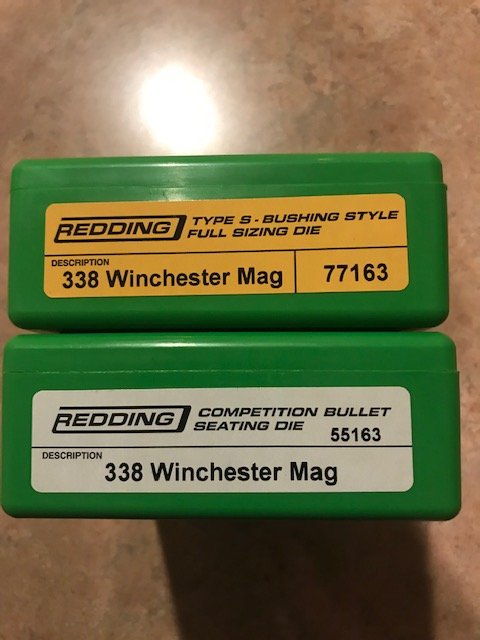 REDDING TYPE S - BUSHING STYLE
FULL SIZING DIE
DESCRIPTION
338 Winchester Mag 77163
REDDING COMPETITION BULLET
SEATING DIE 55163
DESCRIPTION
338 Winchester Mag